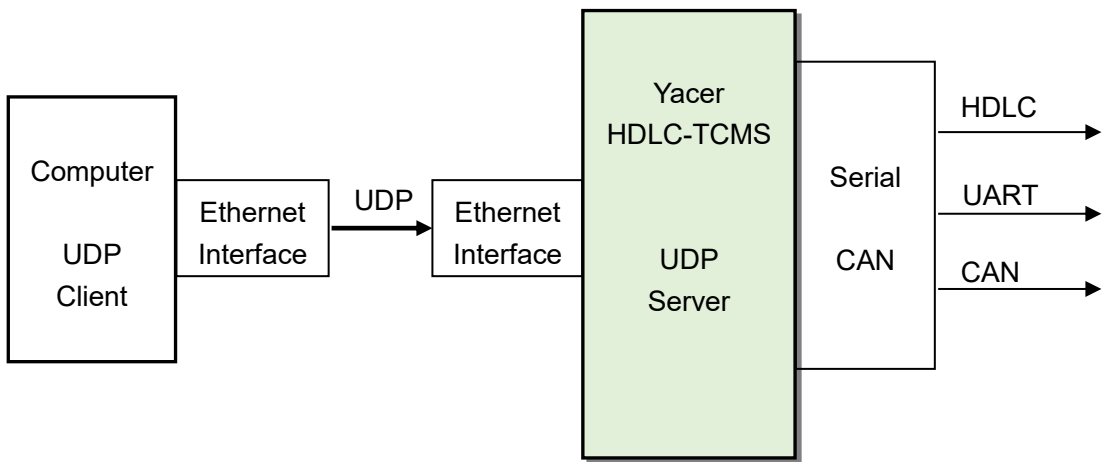 Computer
UDP
Client
Ethernet
Interface
UDP
Ethernet
Interface
Yacer
HDLC-TCMS
UDP
Server
Serial
CAN
HDLC
UART
CAN